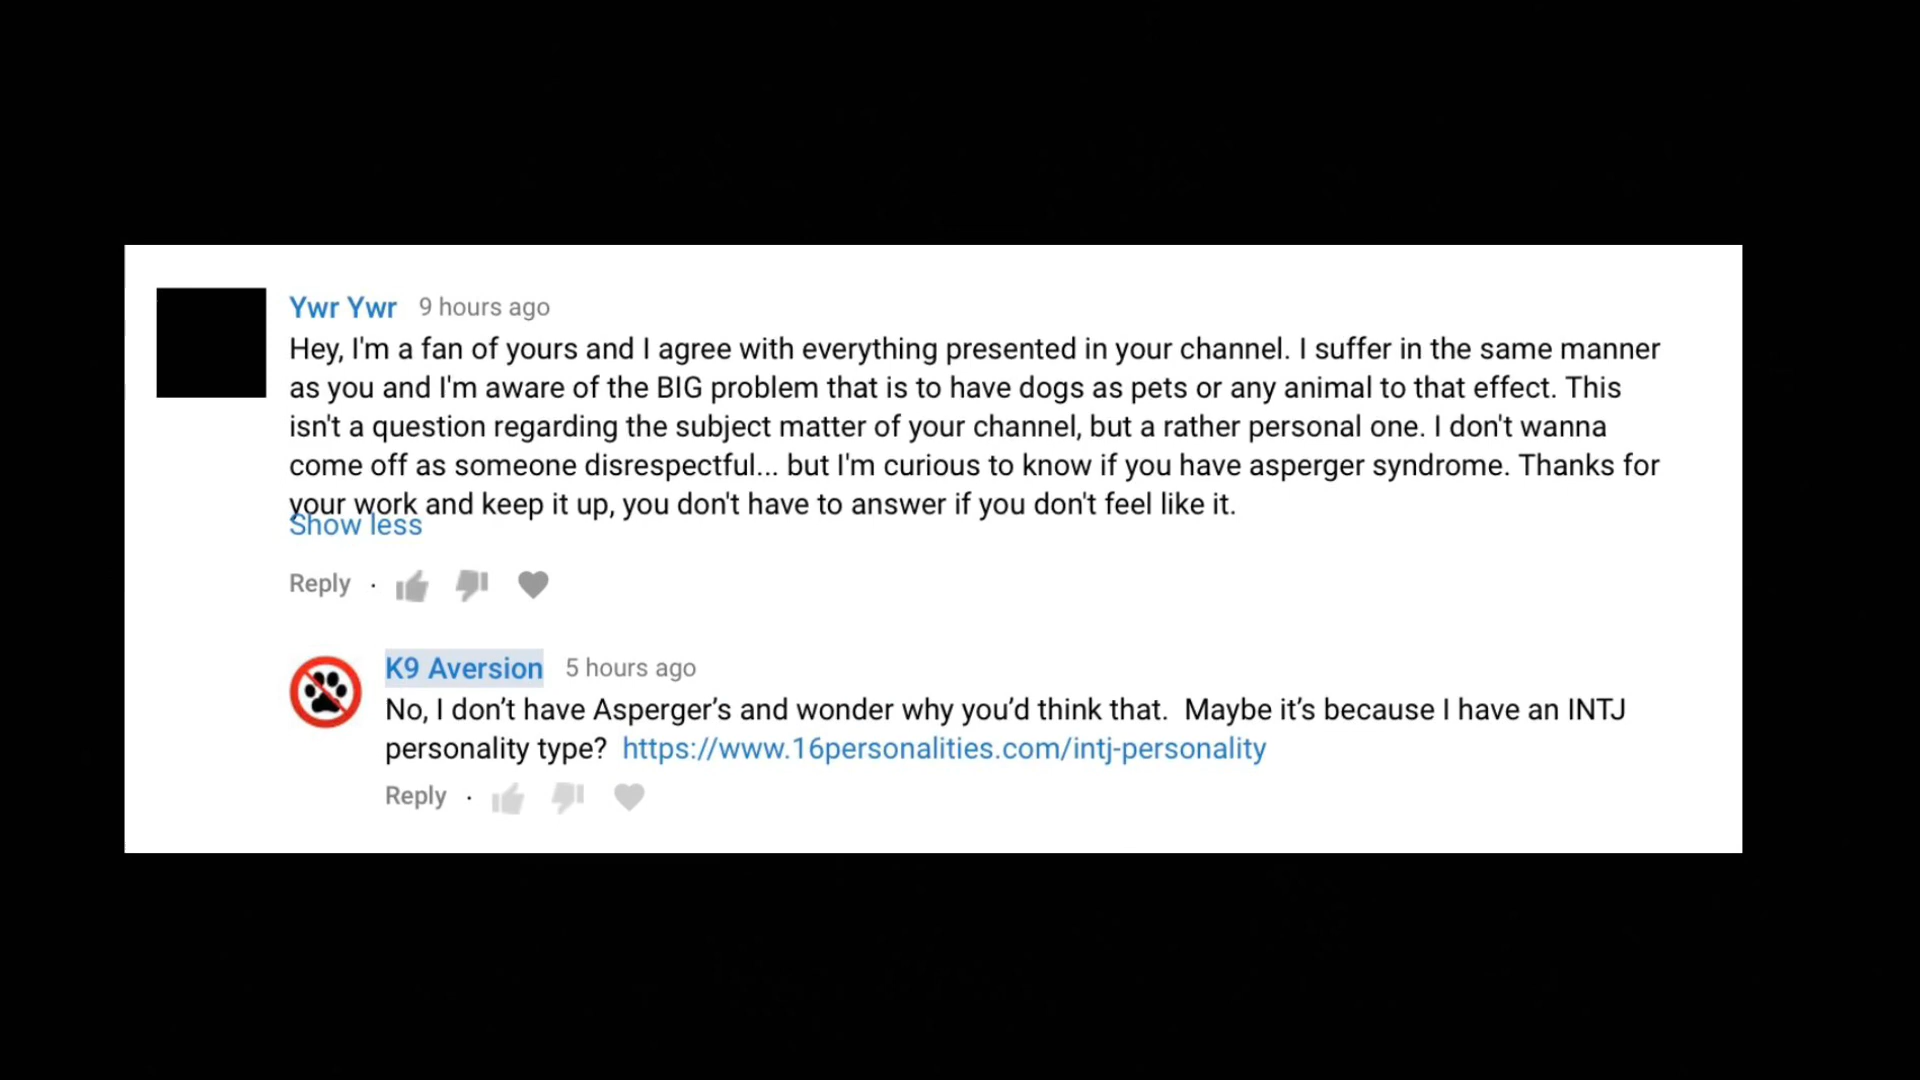 Ywr Ywr 9 hours ago
Hey, I'm a fan of yours and I agree with everything presented in your channel. I suffer in the same manner
as you and I'm aware of the BIG problem that is to have dogs as pets or any animal to that effect. This
isn't a question regarding the subject matter of your channel, but a rather personal one. I don't wanna
come off as someone disrespectful... but I'm curious to know if you have asperger syndrome. Thanks for
your work and keep it up, you don't have to answer if you don't feel like it.
Show less
Reply ·
K9 Aversion 5 hours ago
No, I don’t have Asperger’s and wonder why you’d think that. Maybe it’s because I have an INTJ
personality type? https://www.16personalities.com/intj-personality
Reply ·